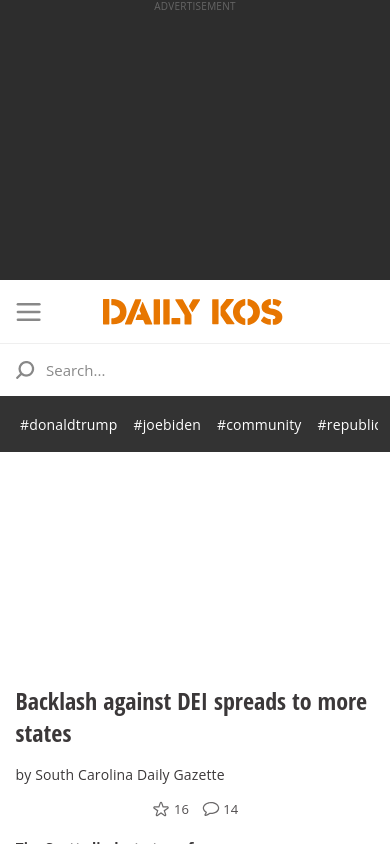 ADVERTISEMENT
DAILY KOS
Search...
#donaldtrump #joebiden #community #republic
Backlash against DEI spreads to more
states
by South Carolina Daily Gazette
16 14